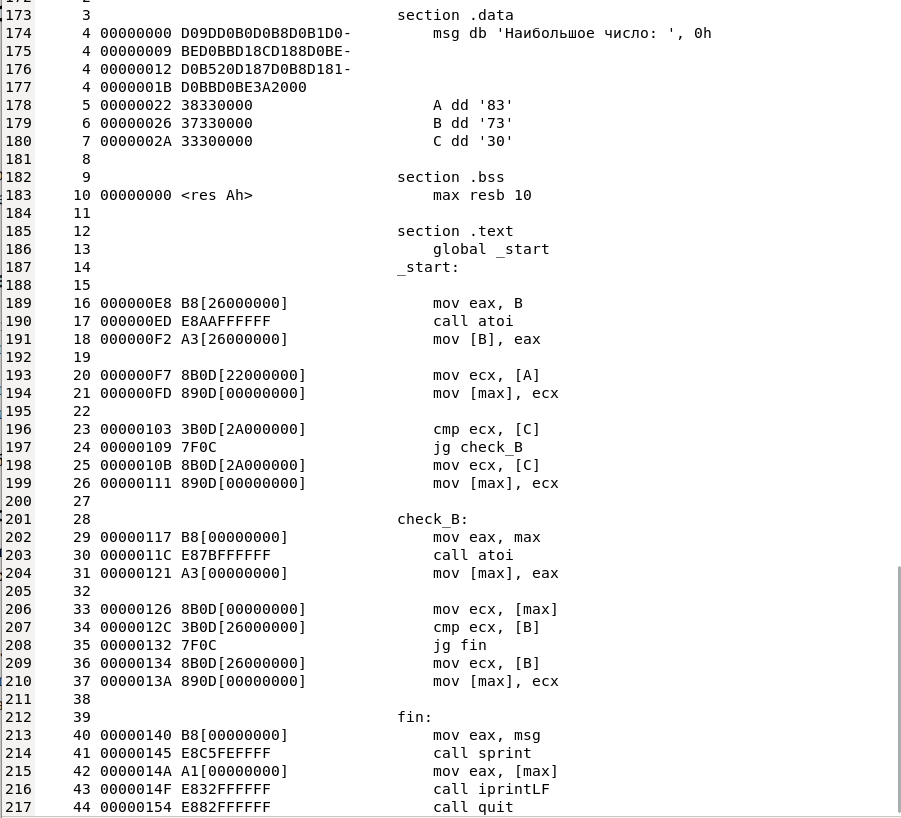 173 3 section .data
174 4 00000000 D09DD0B0D0B8D0B1D0- msg db 'Наибольшое число: ', 0h
175 4 00000009 BED0BBD18CD188D0BE-
176 4 00000012 D0B520D187D0B8D181-
177 4 0000001B D0BBD0BE3A2000
178 5 00000022 38330000 A dd '83'
179 6 00000026 37330000 B dd '73'
180 7 0000002A 33300000 C dd '30'
181 8
182 9 section .bss
183 10 00000000 <res Ah> max resb 10
184 11
185 12 section .text
186 13 global _start
187 14 _start:
188 15
189 16 000000E8 B8[26000000] mov eax, B
190 17 000000ED E8AAFFFFFF call atoi
191 18 000000F2 A3[26000000] mov [B], eax
192 19
193 20 000000F7 8B0D[22000000] mov ecx, [A]
194 21 000000FD 890D[00000000] mov [max], ecx
195 22
196 23 00000103 3B0D[2A000000] cmp ecx, [C]
197 24 00000109 7F0C jg check_B
198 25 0000010B 8B0D[2A000000] mov ecx, [C]
199 26 00000111 890D[00000000] mov [max], ecx
200 27
201 28 check_B:
202 29 00000117 B8[00000000] mov eax, max
203 30 0000011C E87BFFFFFF call atoi
204 31 00000121 A3[00000000] mov [max], eax
205 32
206 33 00000126 8B0D[00000000] mov ecx, [max]
207 34 0000012C 3B0D[26000000] cmp ecx, [B]
208 35 00000132 7F0C jg fin
209 36 00000134 8B0D[26000000] mov ecx, [B]
210 37 0000013A 890D[00000000] mov [max], ecx
211 38
212 39 fin:
213 40 00000140 B8[00000000] mov eax, msg
214 41 00000145 E8C5FEFFFF call sprint
215 42 0000014A A1[00000000] mov eax, [max]
216 43 0000014F E832FFFFFF call iprintLF
217 44 00000154 E882FFFFFF call quit